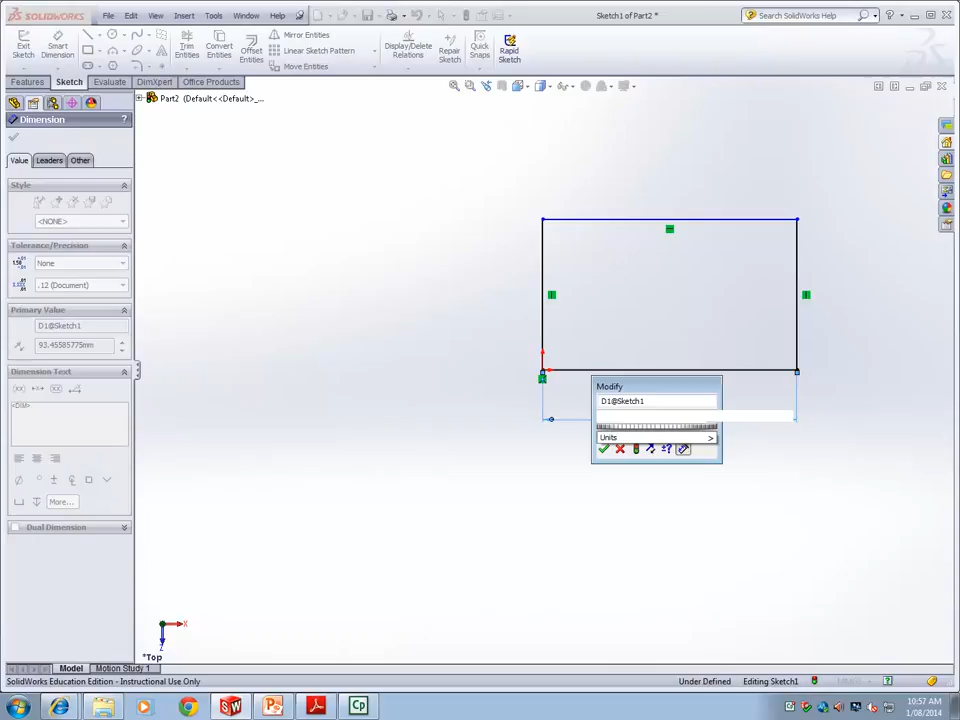 SOLIDWORKS File Edit View Insert Tools Window Help Sketch1 of Part2 * Search SolidWorks Help
Exit Sketch
Smart Dimension
Trim Entities
Convert Entities
Offset Entities
Mirror Entities
Linear Sketch Pattern
Move Entities
Display/Delete Relations
Repair Sketch
Quick Snaps
Rapid Sketch
Features Sketch Evaluate DimXpert Office Products
Part2 (Default<<Default>_...
Dimension ?
Value Leaders Other
Style
<NONE>
Tolerance/Precision
None
.12 (Document)
Primary Value
D1@Sketch1
93.45585775mm
Dimension Text
<DIM>
More...
Dual Dimension
Modify
D1@Sketch1
Units >
X
Z
*Top
Model Motion Study 1
SolidWorks Education Edition - Instructional Use Only Under Defined Editing Sketch1
10:57 AM
1/08/2014